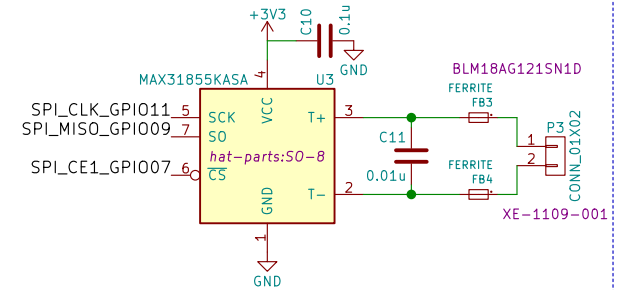 +3V3
C10
0.1u
GND
MAX31855KASA
U3
4
VCC
SPI_CLK_GPIO11
5
SCK
SPI_MISO_GPIO09
7
SO
SPI_CE1_GPIO07
6
CS
hat-parts:SO-8
T+
3
T-
2
GND
1
GND
C11
0.01u
BLM18AG121SN1D
FERRITE
FB3
FERRITE
FB4
P3
1
2
CONN_01X02
XE-1109-001